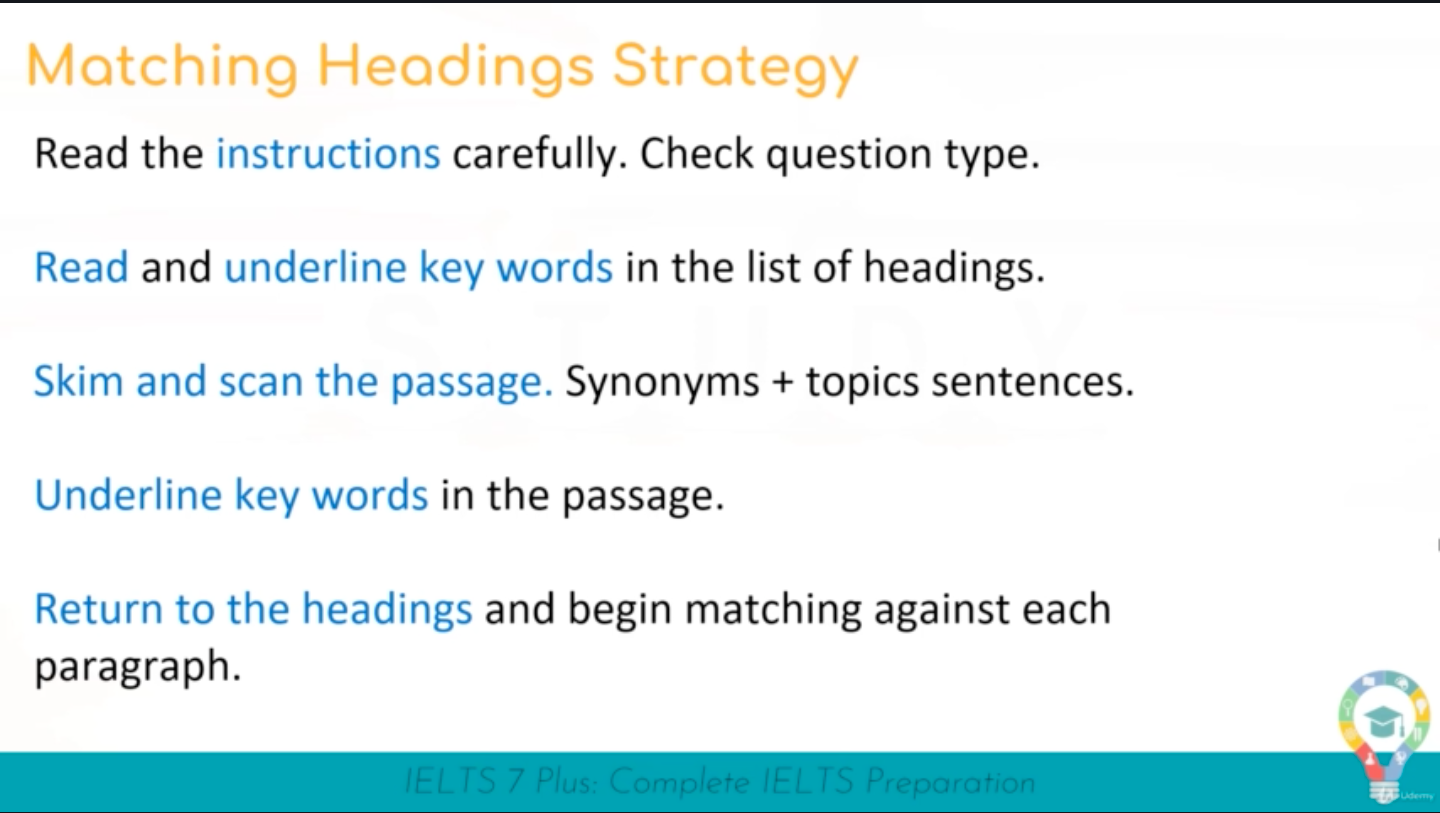 Matching Headings Strategy
Read the instructions carefully. Check question type.
Read and underline key words in the list of headings.
STUDY
Skim and scan the passage. Synonyms + topics sentences.
Underline key words in the passage.
Return to the headings and begin matching against each
paragraph.
IELTS 7 Plus: Complete IELTS Preparation
Udemy